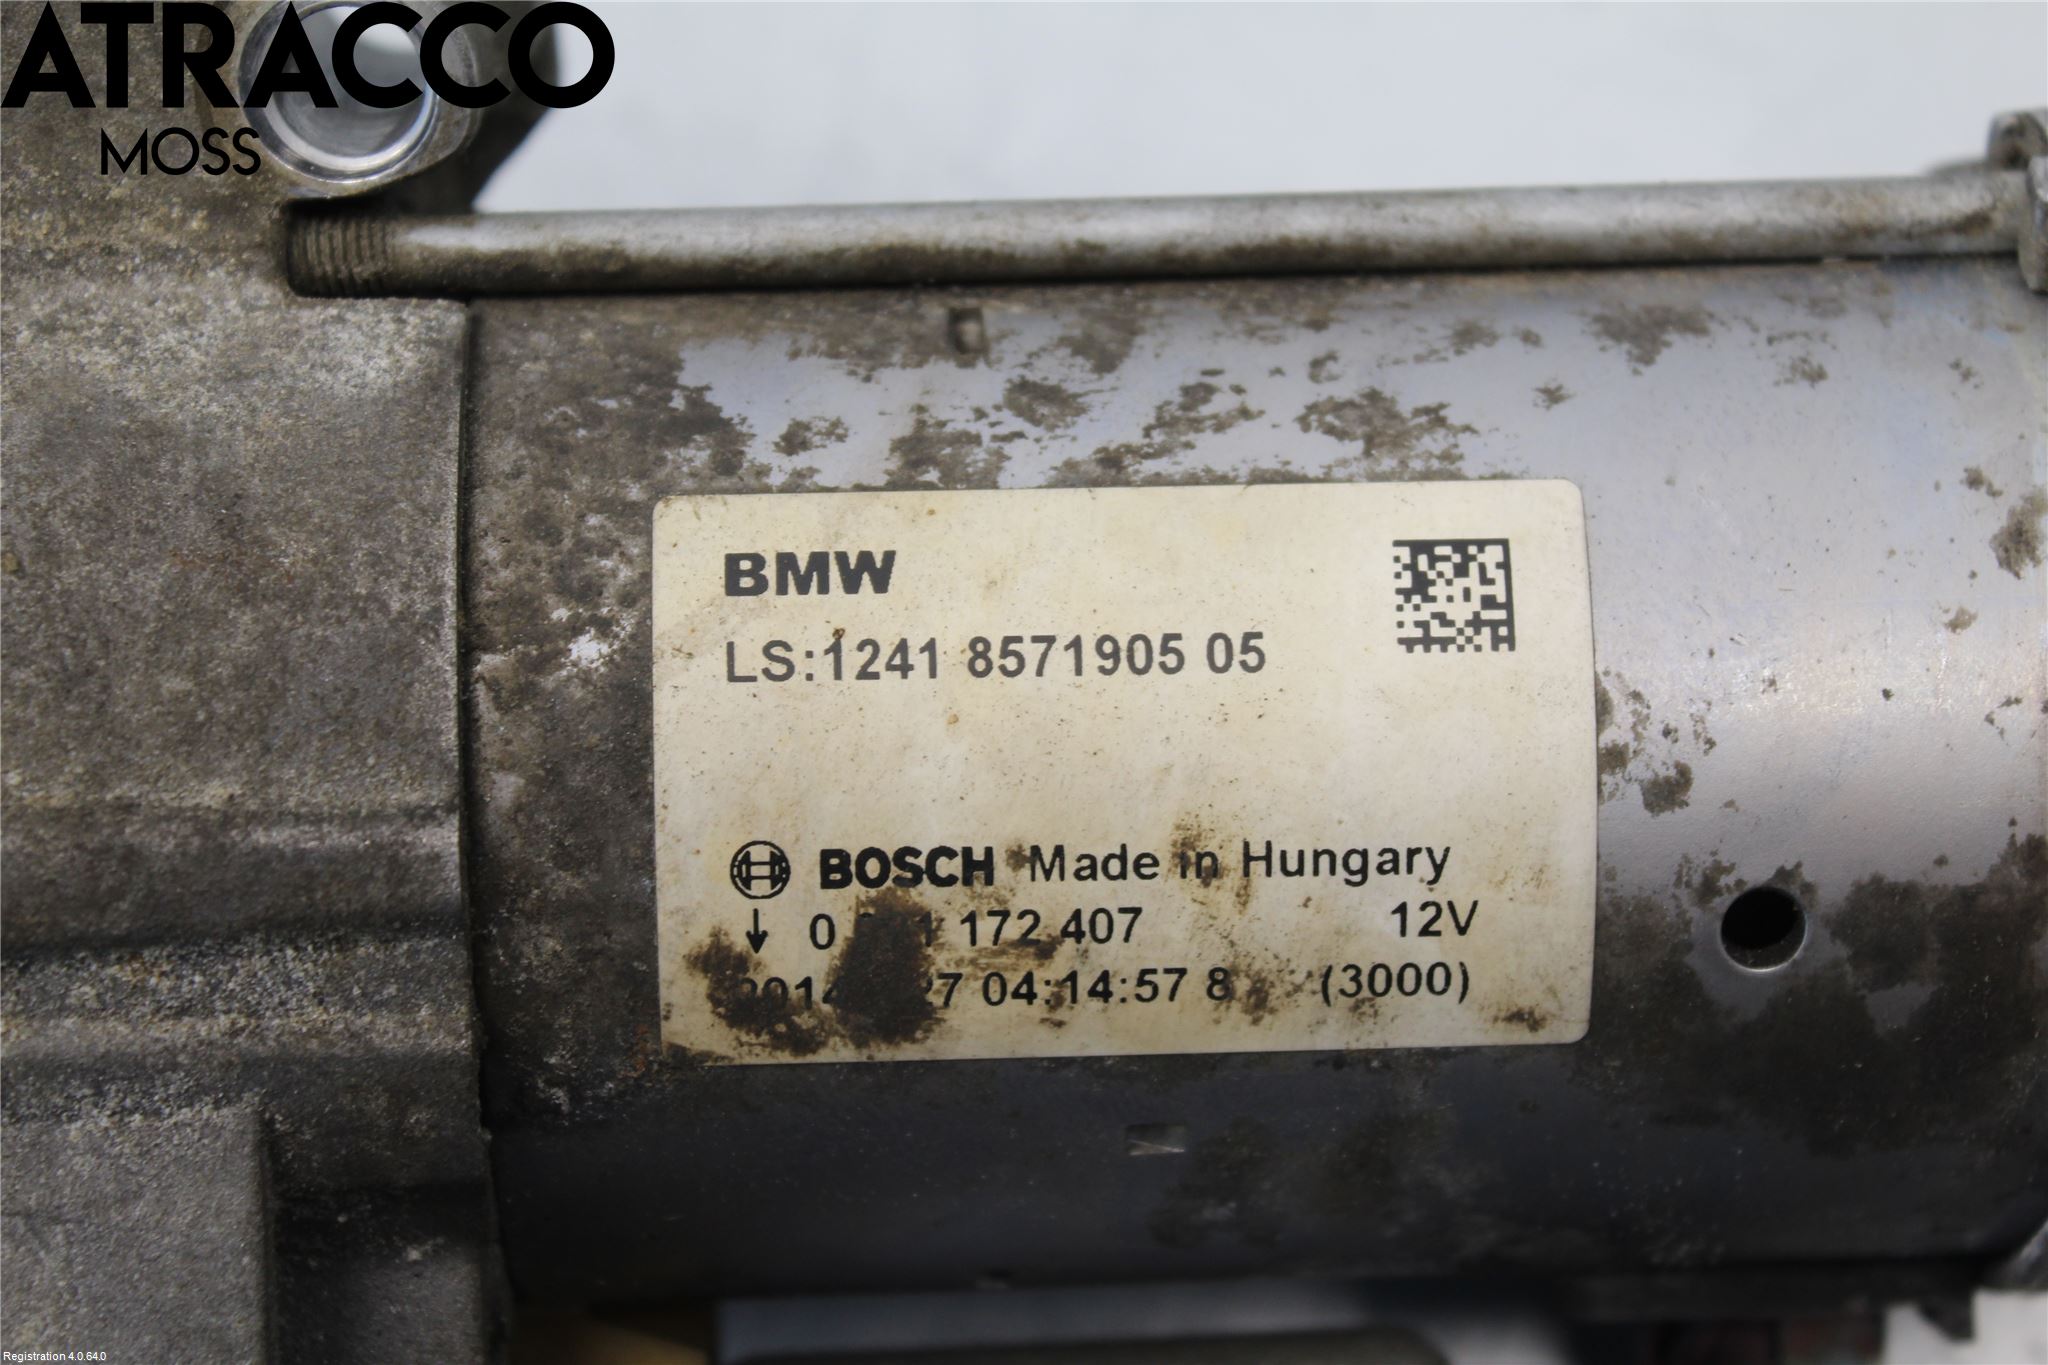 ATRACCO
MOSS
BMW
LS:1241 8571905 05
BOSCH Made in Hungary
↓ 0 172 407 12V
04:14:57 8 (3000)
Registration 4.0.64.0